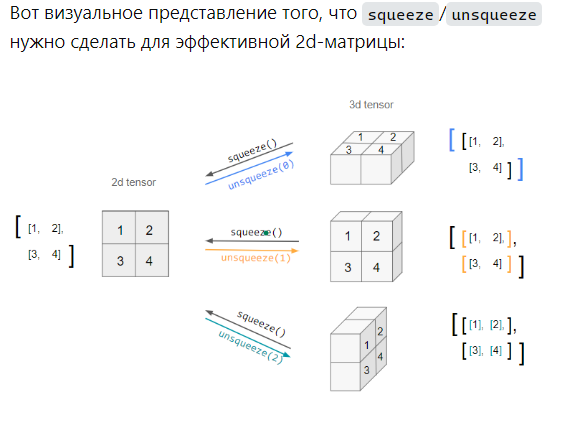 Вот визуальное представление того, что squeeze/unsqueeze
нужно сделать для эффективной 2d-матрицы:
3d tensor
1 2
3 4
squeeze()
unsqueeze(0)
[ [[1, 2],
[3, 4] ] ]
2d tensor
[ [1, 2],
[3, 4] ]
1 2
3 4
squeeze()
unsqueeze(1)
1 2
3 4
[ [[1, 2]],
[[3, 4] ] ]
squeeze()
unsqueeze(2)
2
1
4
3
[ [[1], [2],],
[[3], [4] ] ]